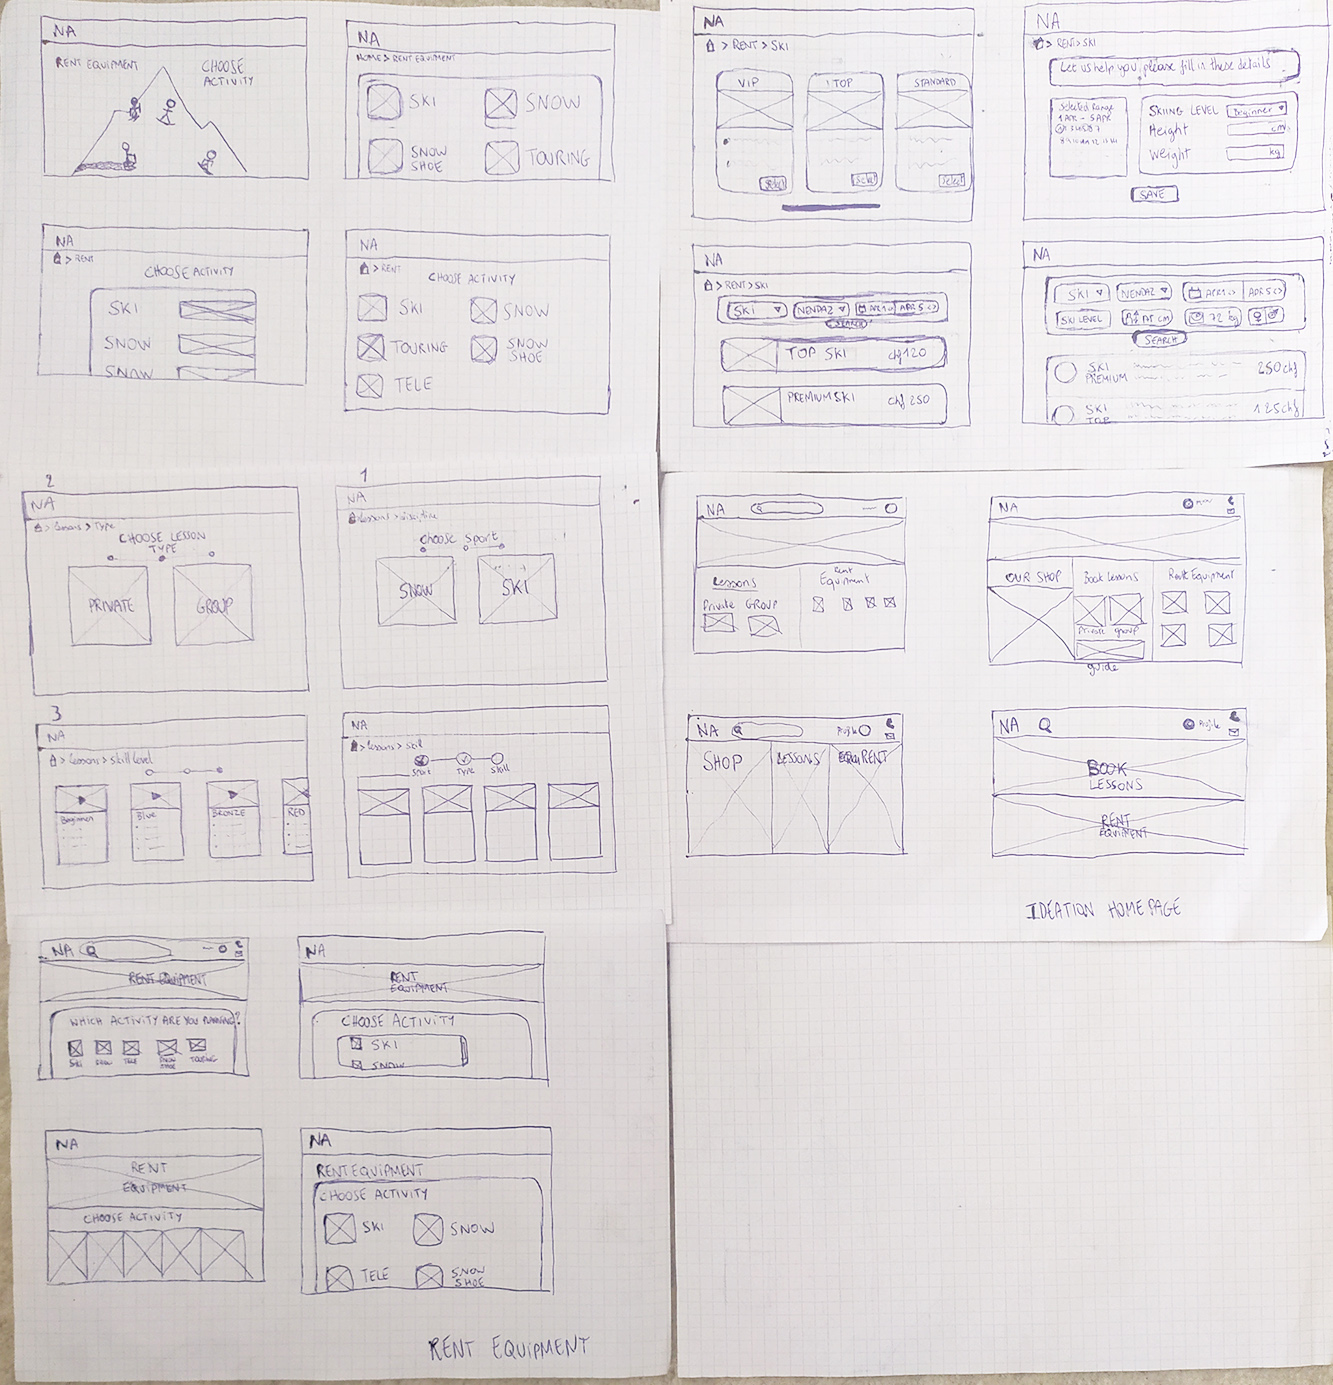 NA
RENT EQUIPMENT
CHOOSE
ACTIVITY
NA
HOME > RENT EQUIPMENT
SKI
SNOW
SNOW
SHOE
TOURING
NA
> RENT
CHOOSE ACTIVITY
SKI
SNOW
SNOW
NA
> RENT
CHOOSE ACTIVITY
SKI
SNOW
TOURING
SNOW
SHOE
TELE
NA
> RENT > SKI
VIP
TOP
STANDARD
Select
Select
Select
NA
> RENT > SKI
Let us help you, please fill in these details
Selected Range
1 APR - 5 APR
SKIING LEVEL
Beginner
Height
cm
Weight
kg
SAVE
NA
> RENT > SKI
SKI
NENDAZ
APR 5
SEARCH
TOP SKI
chf 120
PREMIUM SKI
chf 250
NA
SKI
NENDAZ
APR 1
APR 5
SKI LEVEL
cm
72 kg
SEARCH
SKI
PREMIUM
250 chf
SKI
TOP
125 chf
2
NA
> Lessons > Type
CHOOSE LESSON
TYPE
PRIVATE
GROUP
1
NA
> Lessons > Discipline
Choose Sport
SNOW
SKI
3
NA
> Lessons > Skill Level
Beginner
Blue
BRONZE
RED
NA
> Lessons > Skill
Sport
Type
Skill
NA
Lessons
Private
GROUP
Rent
Equipment
NA
OUR SHOP
Book Lessons
Private
group
guide
Rent Equipment
NA
Profile
SHOP
LESSONS
RENT
NA
Profile
BOOK
LESSONS
RENT
EQUIPMENT
IDEATION HOMEPAGE
NA
RENT EQUIPMENT
WHICH ACTIVITY ARE YOU PLANNING?
SKI
SNOW
TELE
SNOW
SHOE
TOURING
NA
RENT
EQUIPMENT
CHOOSE ACTIVITY
SKI
SNOW
NA
RENT
EQUIPMENT
CHOOSE ACTIVITY
NA
RENT EQUIPMENT
CHOOSE ACTIVITY
SKI
SNOW
TELE
SNOW
SHOE
RENT EQUIPMENT